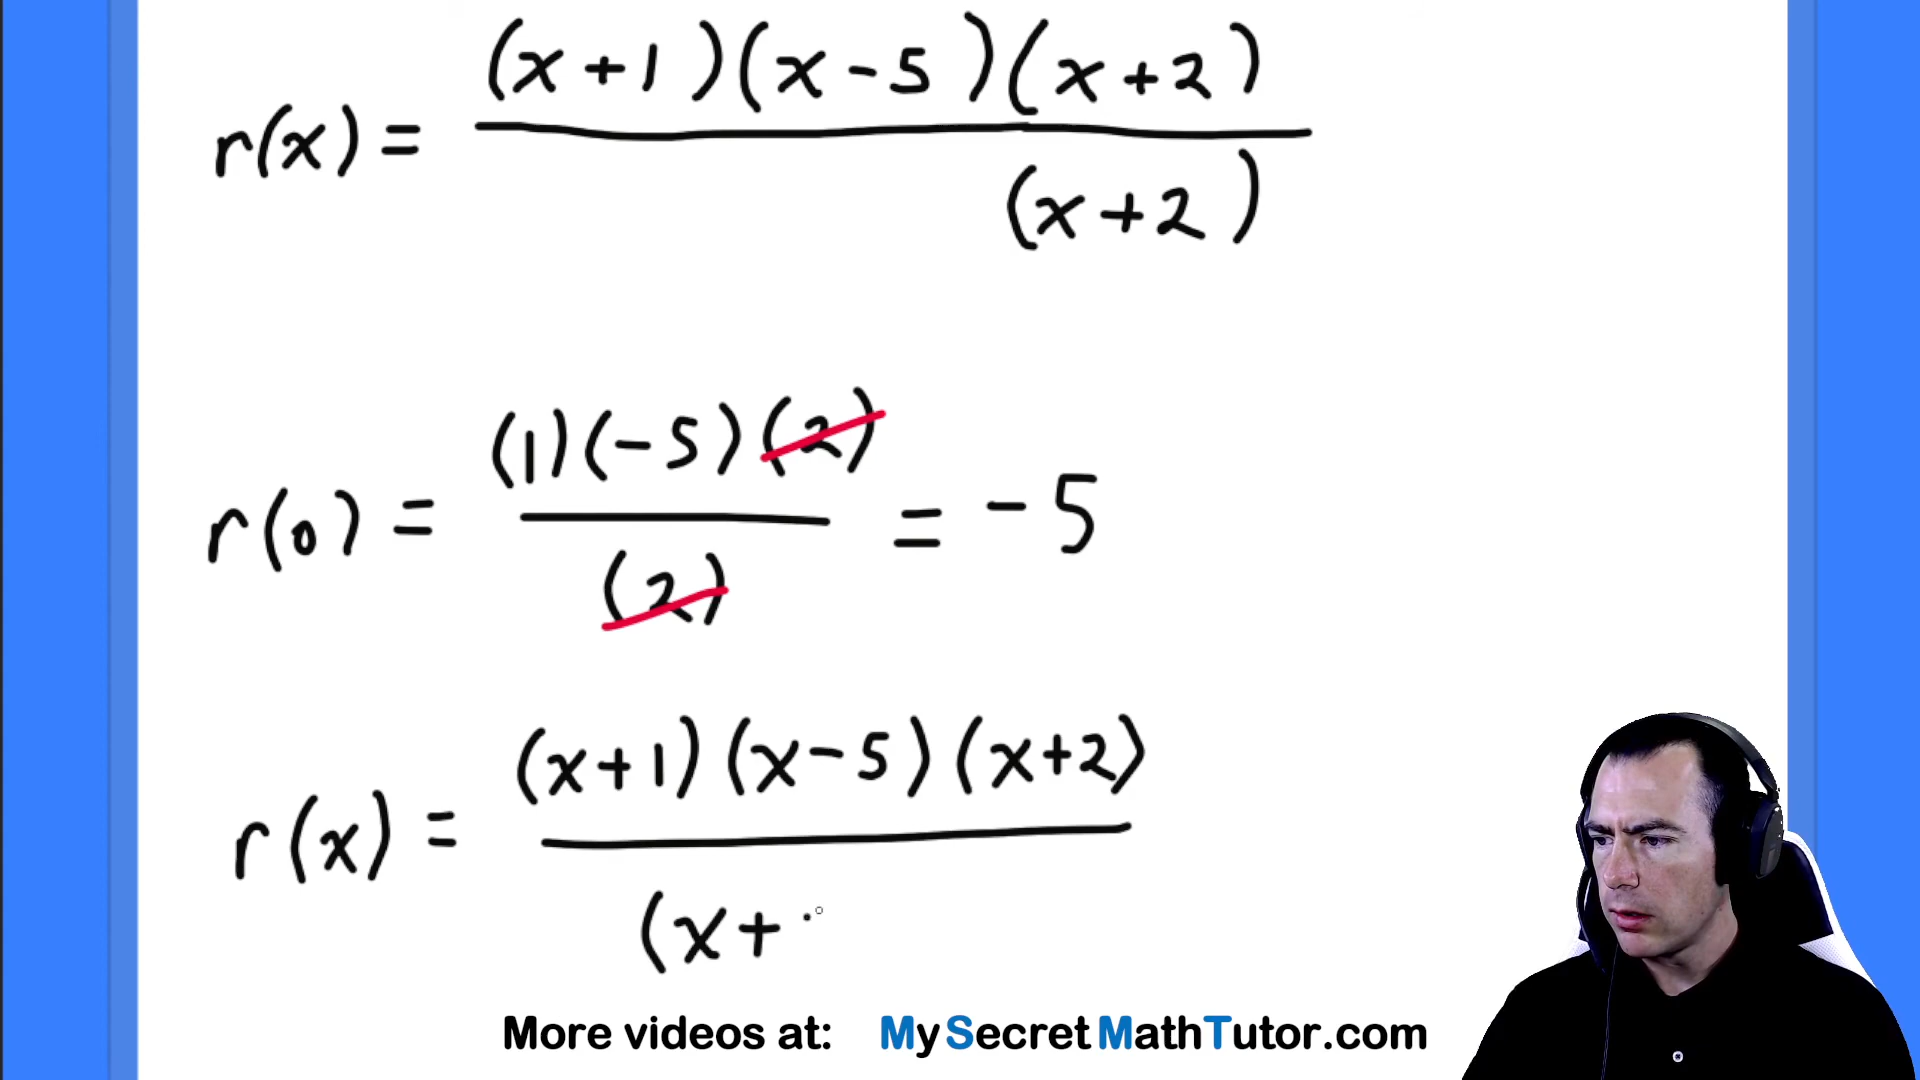 r(x) = (x+1)(x-5)(x+2) / (x+2)
r(0) = (1)(-5)(2) / (2) = -5
r(x) = (x+1)(x-5)(x+2) / (x+
More videos at: MySecretMathTutor.com